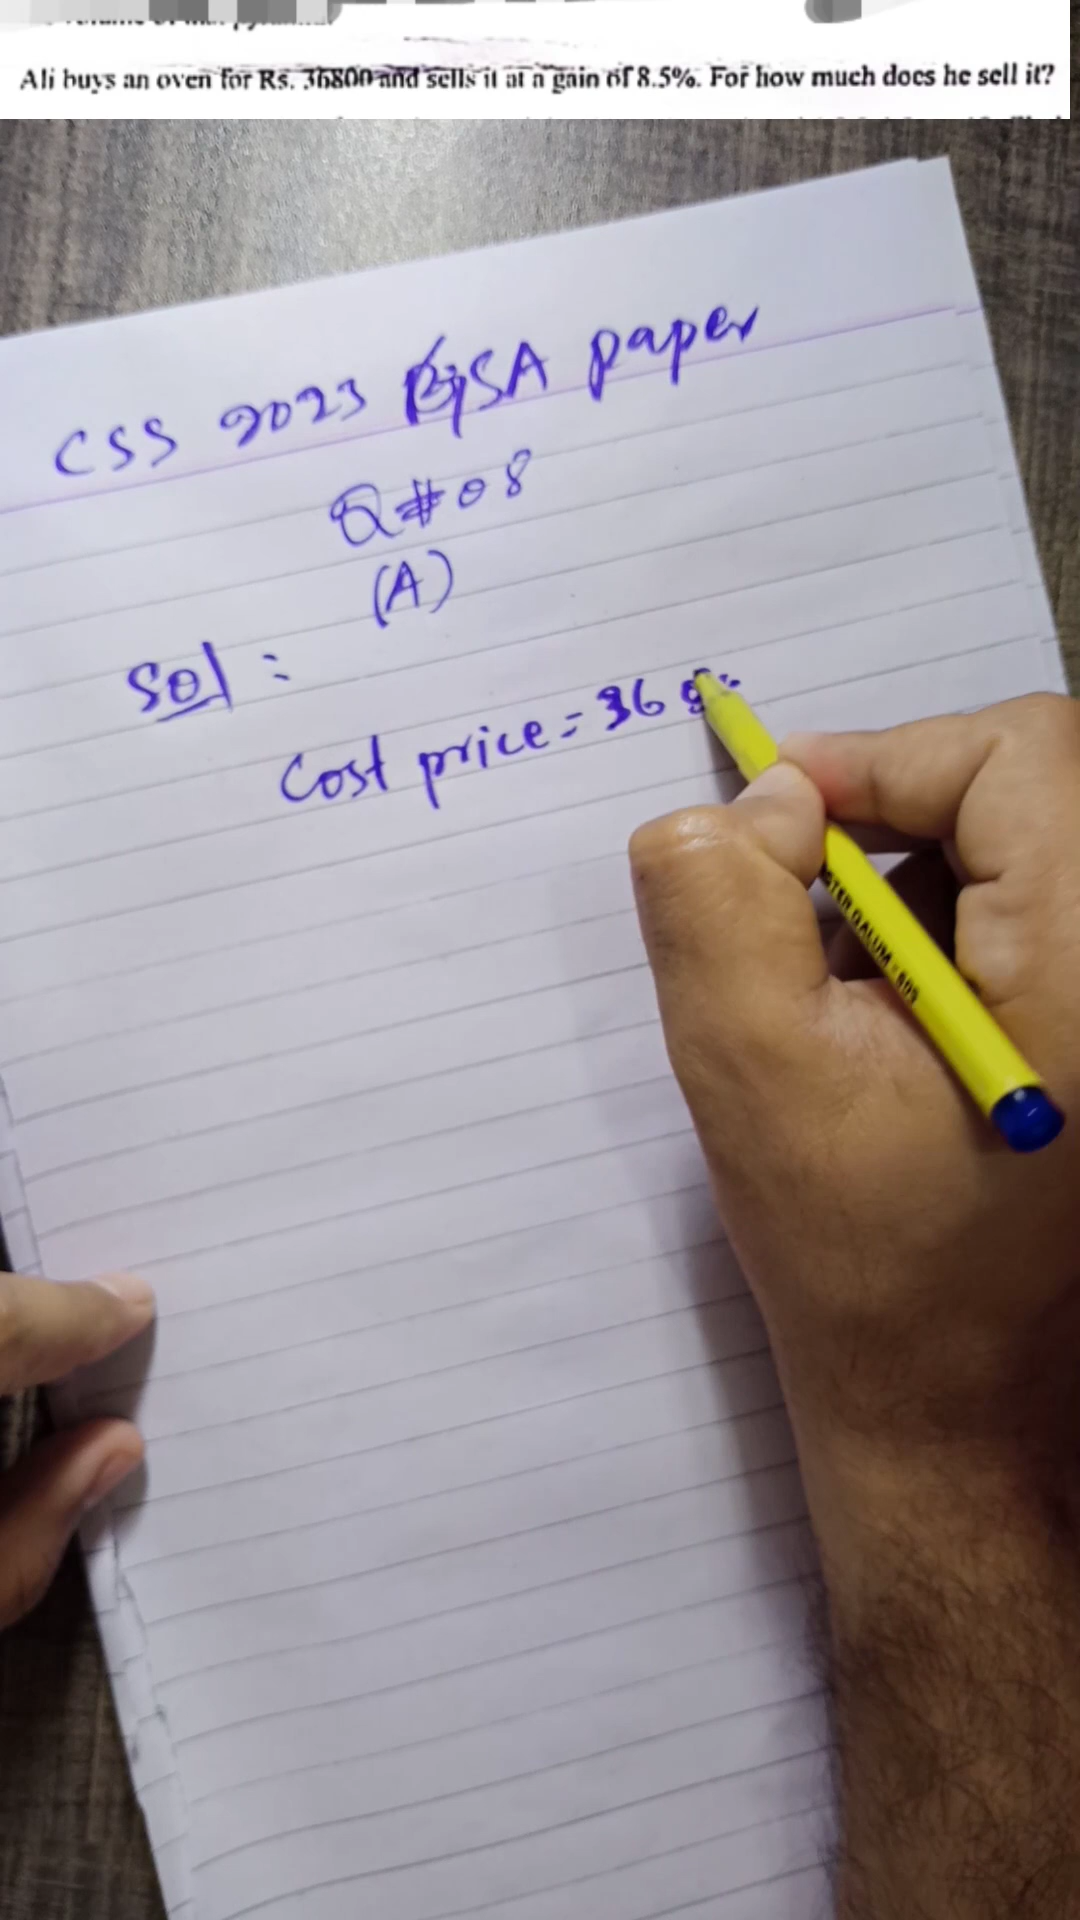 Ali buys an oven for Rs. 36800 and sells it at a gain of 8.5%. For how much does he sell it?
CSS 2023 GSA paper
Q#08
(A)
Sol:
Cost price = 36